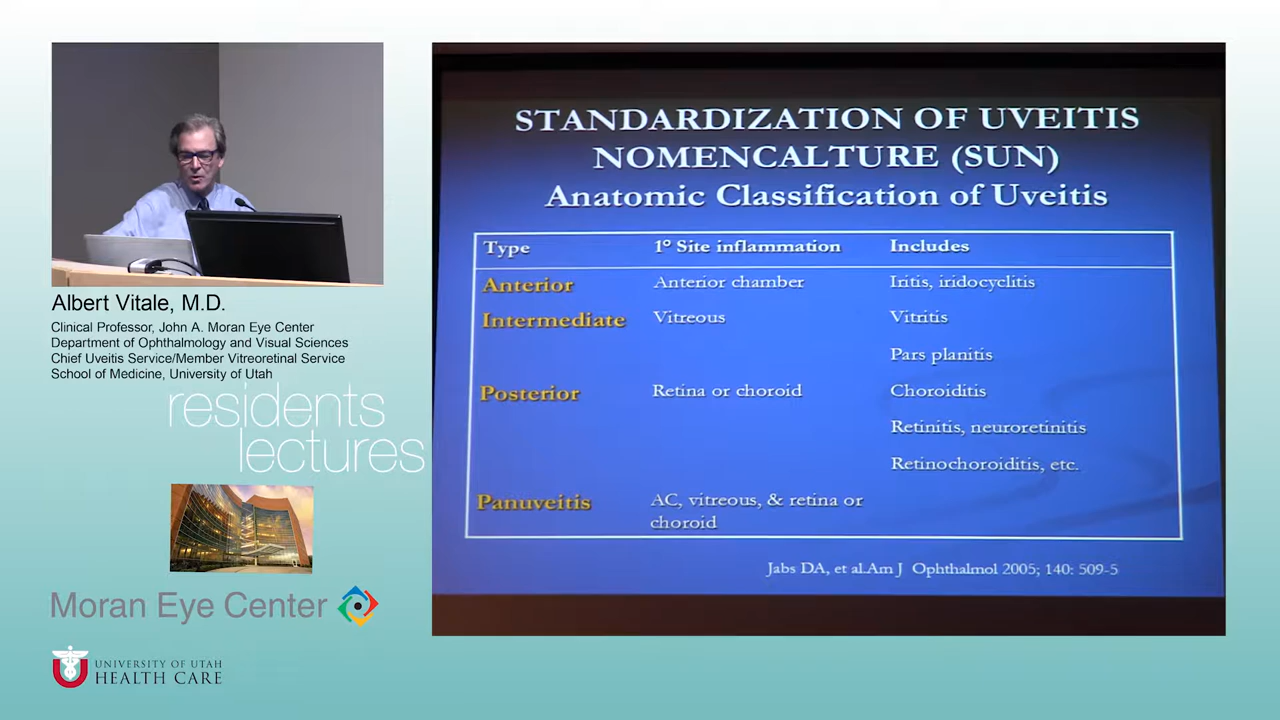 Albert Vitale, M.D.
Clinical Professor, John A. Moran Eye Center
Department of Ophthalmology and Visual Sciences
Chief Uveitis Service/Member Vitreoretinal Service
School of Medicine, University of Utah
residents
lectures
Moran Eye Center
UNIVERSITY OF UTAH
HEALTH CARE
STANDARDIZATION OF UVEITIS
NOMENCALTURE (SUN)
Anatomic Classification of Uveitis
Type 1° Site inflammation Includes
Anterior Anterior chamber Iritis, iridocyclitis
Intermediate Vitreous Vitritis
Pars planitis
Posterior Retina or choroid Choroiditis
Retinitis, neuroretinitis
Retinochoroiditis, etc.
Panuveitis AC, vitreous, & retina or
choroid
Jabs DA, et al.Am J Ophthalmol 2005; 140: 509-5